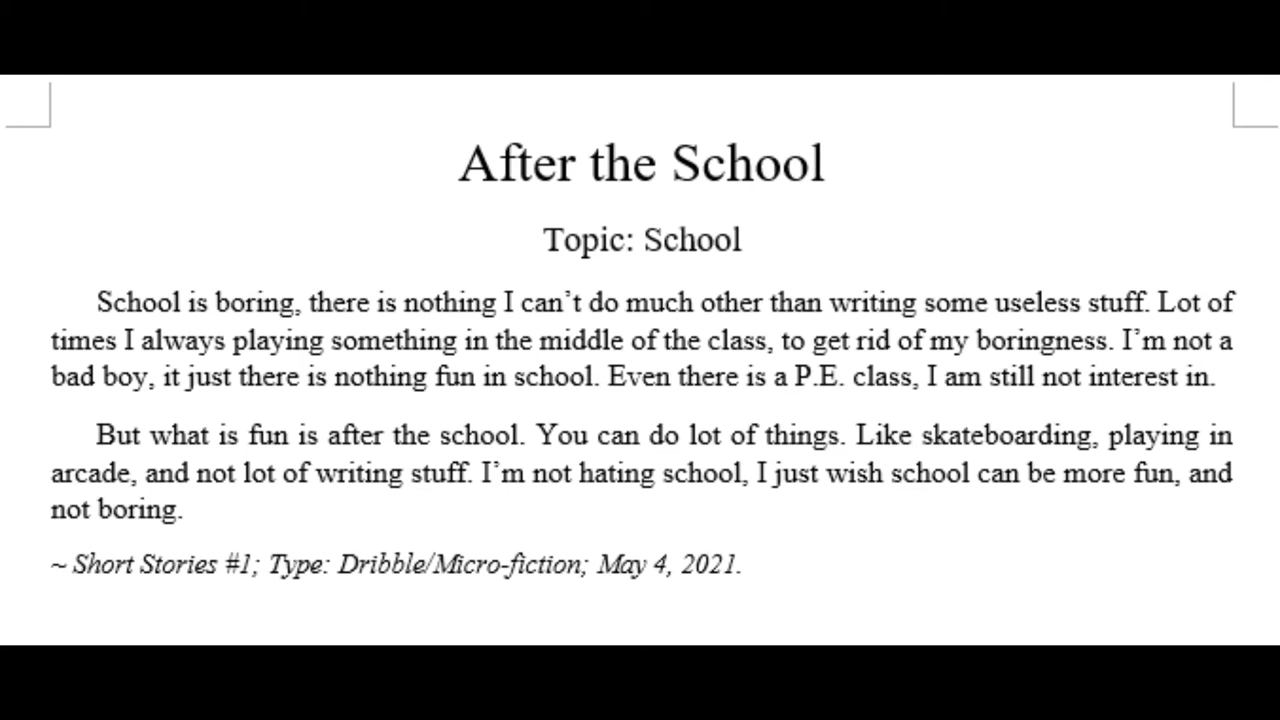 After the School
Topic: School
School is boring, there is nothing I can’t do much other than writing some useless stuff. Lot of
times I always playing something in the middle of the class, to get rid of my boringness. I’m not a
bad boy, it just there is nothing fun in school. Even there is a P.E. class, I am still not interest in.
But what is fun is after the school. You can do lot of things. Like skateboarding, playing in
arcade, and not lot of writing stuff. I’m not hating school, I just wish school can be more fun, and
not boring.
~ Short Stories #1; Type: Dribble/Micro-fiction; May 4, 2021.